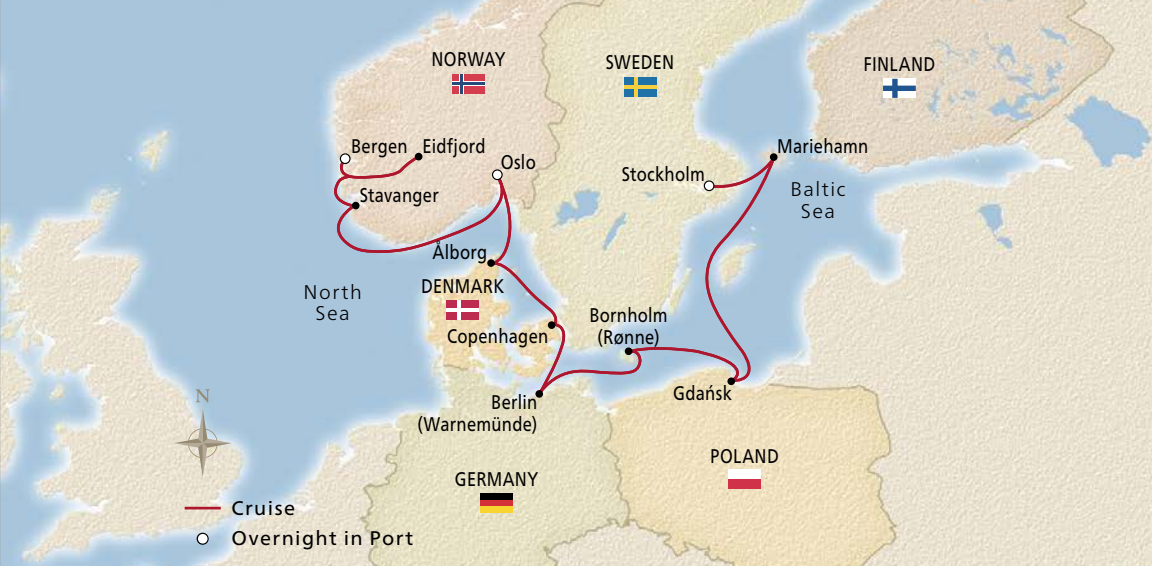 NORWAY
SWEDEN
FINLAND
Bergen
Eidfjord
Oslo
Mariehamn
Stockholm
Stavanger
Baltic
Sea
Ålborg
DENMARK
North
Sea
Bornholm
(Rønne)
Copenhagen
Gdańsk
Berlin
(Warnemünde)
N
POLAND
GERMANY
Cruise
Overnight in Port